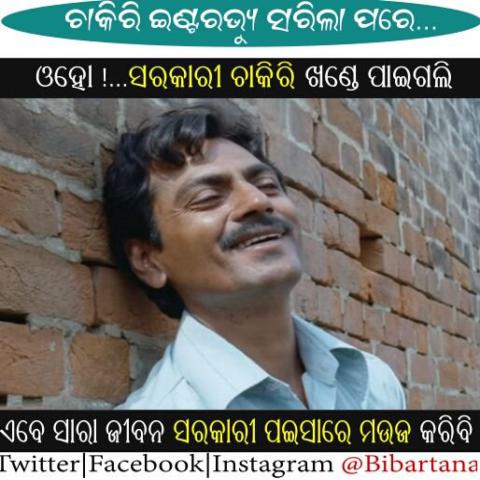 ଚାକିରି ଇଣ୍ଟରଭ୍ୟୁ ସରିଲା ପରେ...
ଓହୋ !...ସରକାରୀ ଚାକିରି ଖଣ୍ଡେ ପାଇଗଲି
ଏବେ ସାରା ଜୀବନ ସରକାରୀ ପଇସାରେ ମଉଜ କରିବି
Twitter|Facebook|Instagram @Bibartana